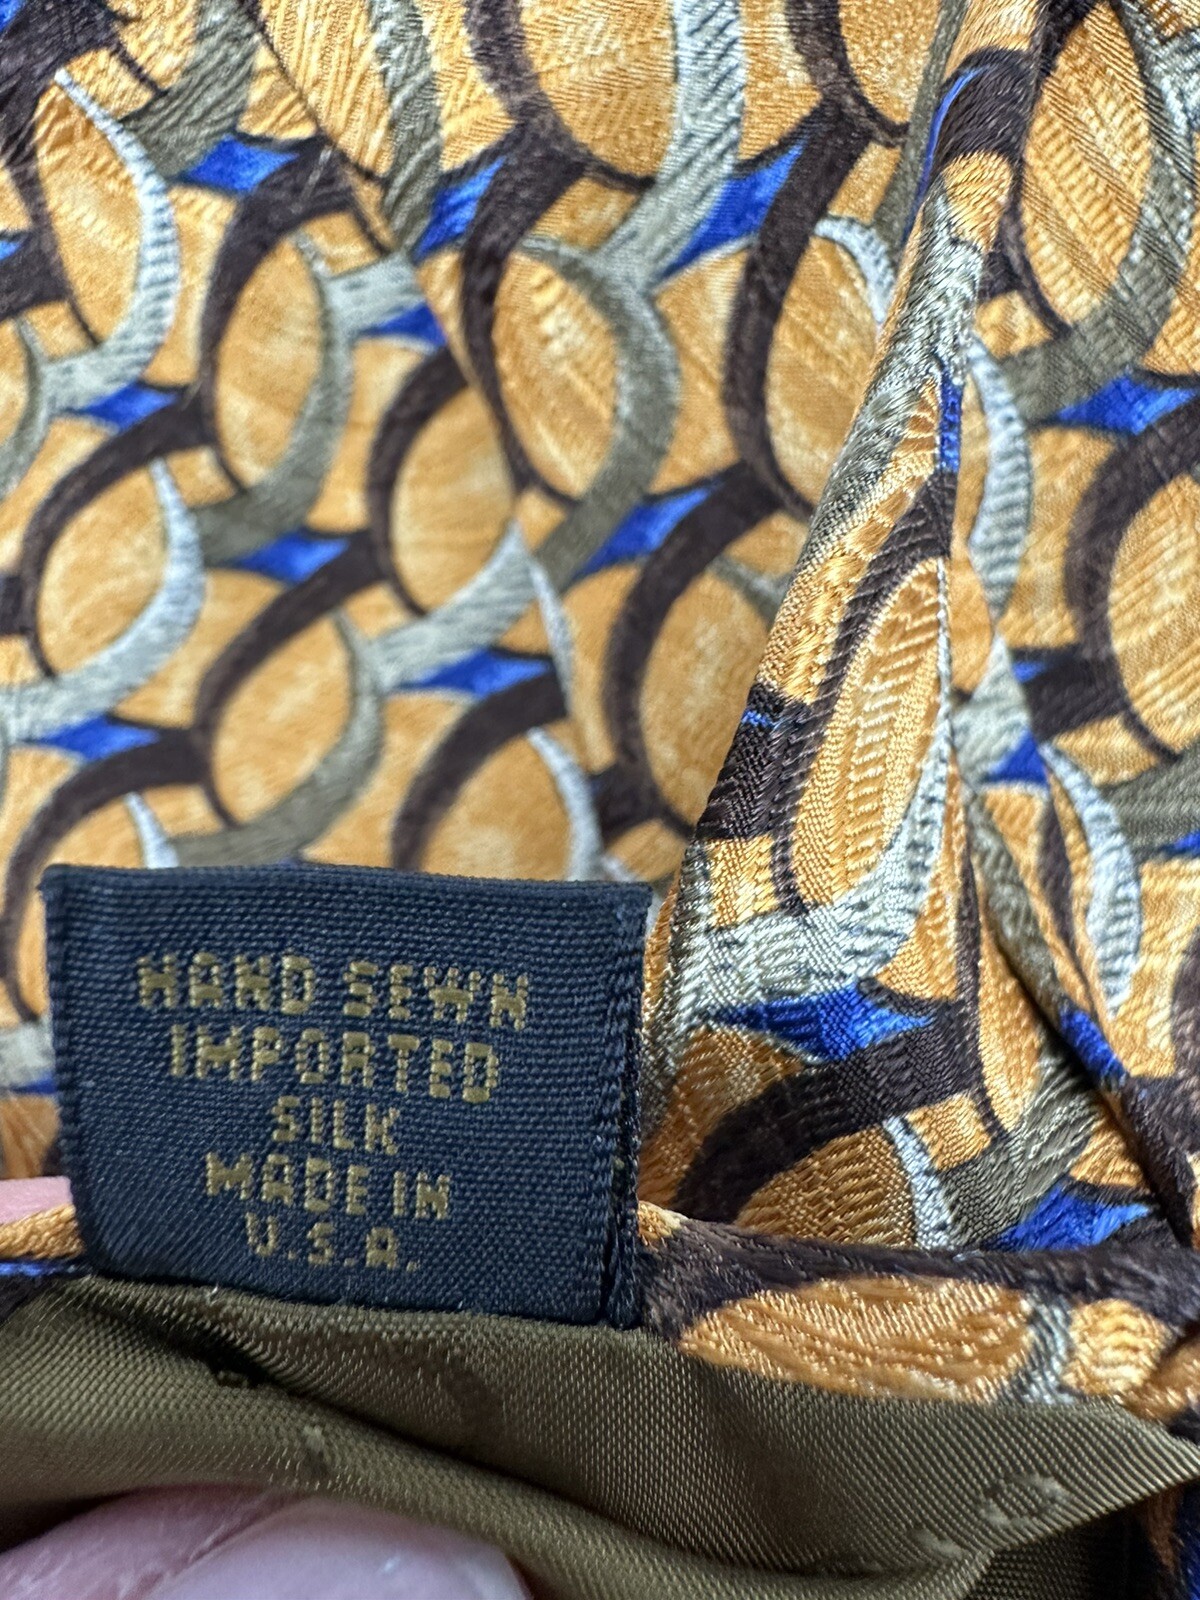 HAND SEWN
IMPORTED
SILK
MADE IN
U.S.A.